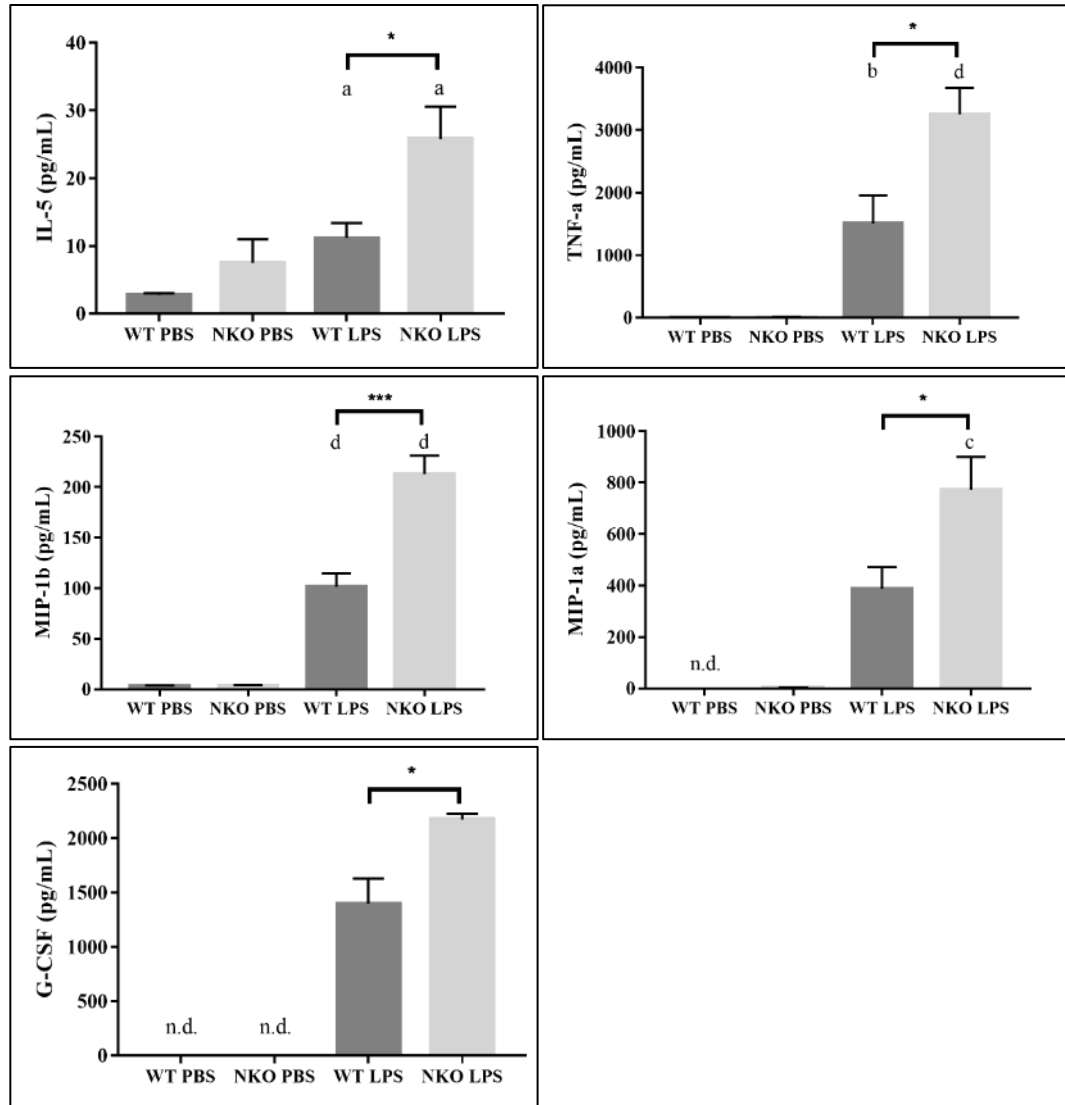 IL-5 (pg/mL)
40
30
20
10
0
*
a a
WT PBS NKO PBS WT LPS NKO LPS
TNF-a (pg/mL)
4000
3000
2000
1000
0
*
b d
WT PBS NKO PBS WT LPS NKO LPS
MIP-1b (pg/mL)
250
200
150
100
50
0
***
d d
WT PBS NKO PBS WT LPS NKO LPS
MIP-1a (pg/mL)
1000
800
600
400
200
0
*
c
n.d.
WT PBS NKO PBS WT LPS NKO LPS
G-CSF (pg/mL)
2500
2000
1500
1000
500
0
*
n.d. n.d.
WT PBS NKO PBS WT LPS NKO LPS